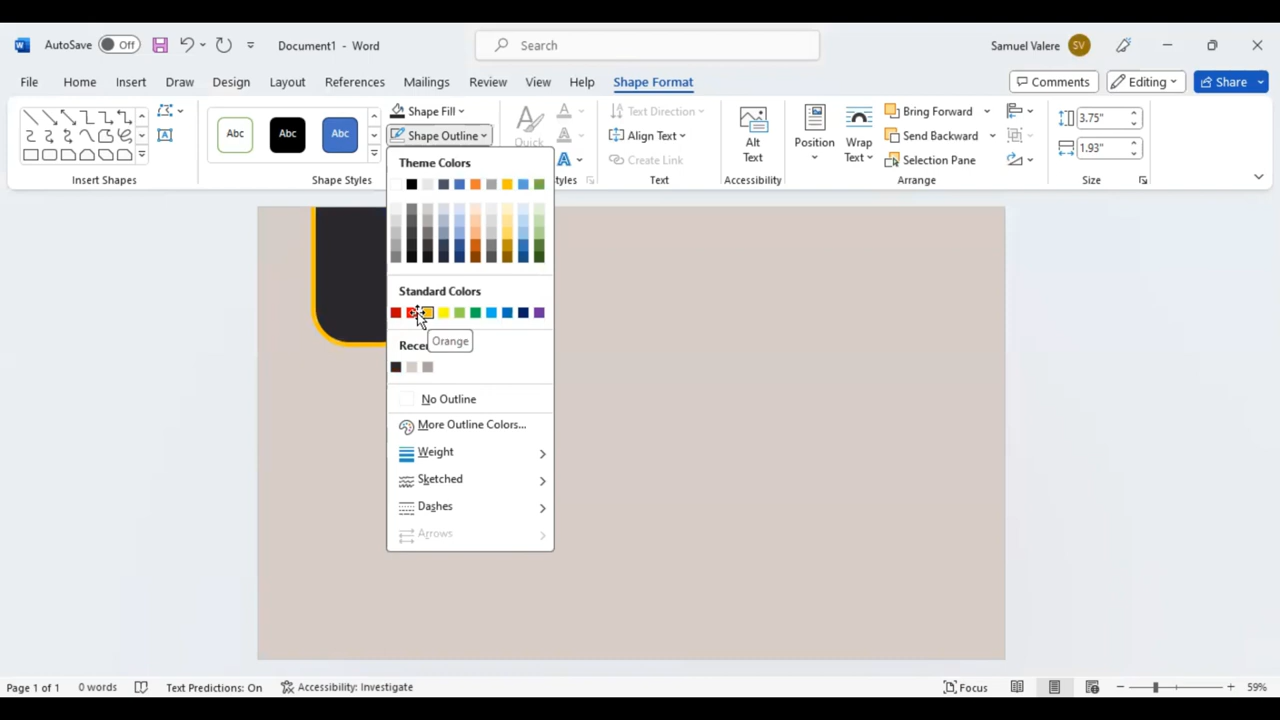 AutoSave Off Document1 - Word Search Samuel Valere SV
File Home Insert Draw Design Layout References Mailings Review View Help Shape Format Comments Editing Share
Abc Abc Abc Shape Fill Text Direction Bring Forward 3.75"
Shape Outline Quick Align Text Alt Text Position Wrap Text Send Backward 1.93"
Create Link Selection Pane
Insert Shapes Shape Styles Text Accessibility Arrange Size
Theme Colors
Standard Colors
Orange
No Outline
More Outline Colors...
Weight
Sketched
Dashes
Arrows
Page 1 of 1 0 words Text Predictions: On Accessibility: Investigate Focus 59%